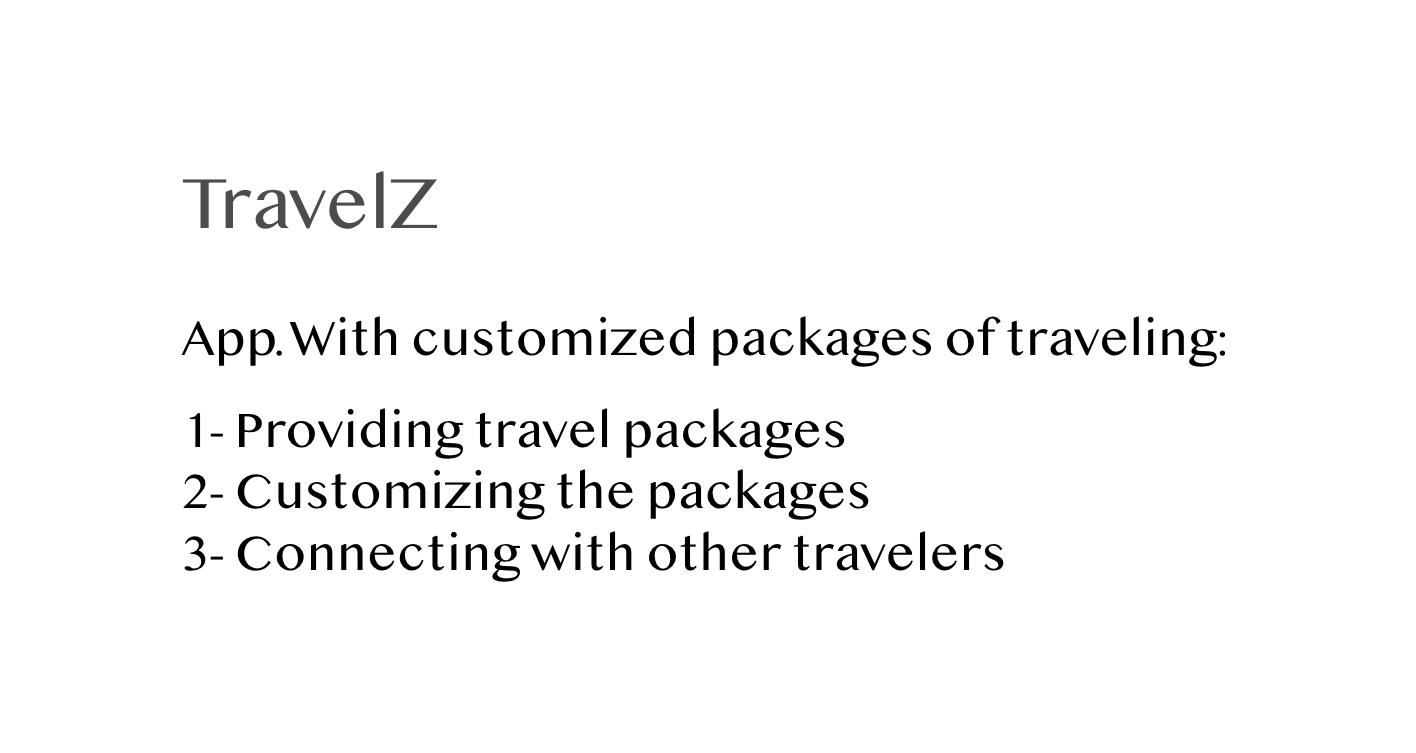 TravelZ
App. With customized packages of traveling:
1- Providing travel packages
2- Customizing the packages
3- Connecting with other travelers